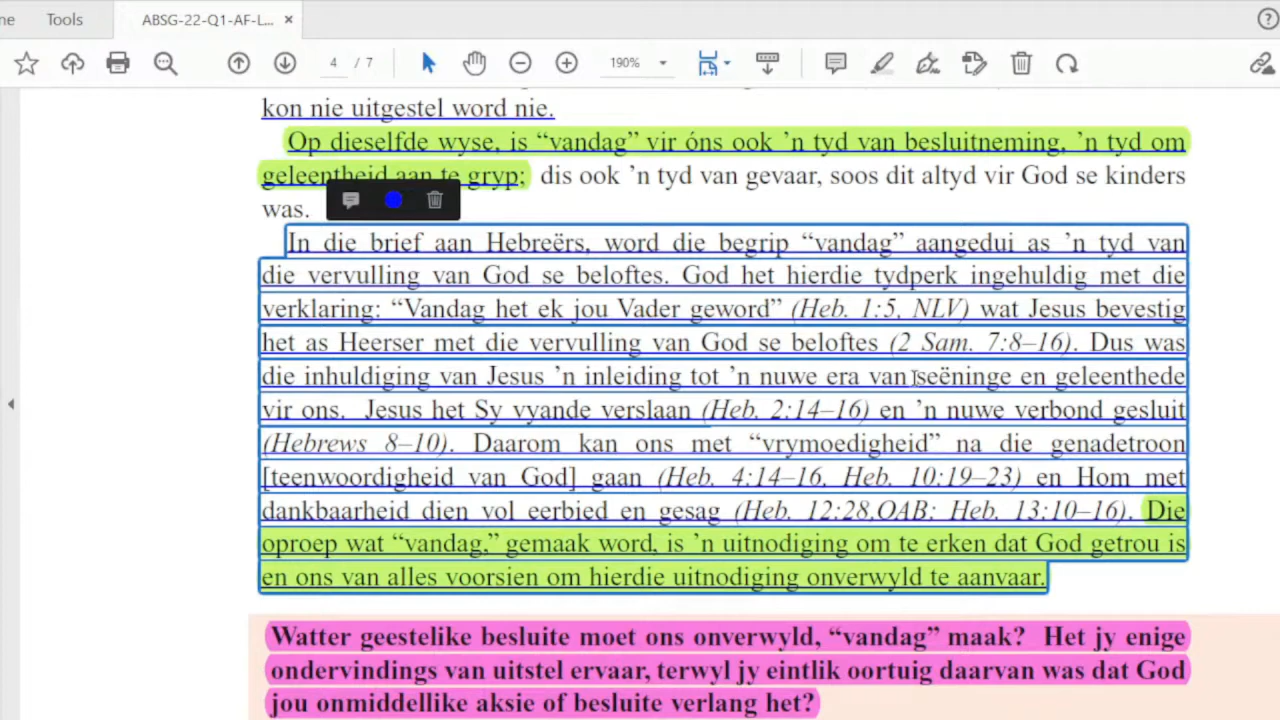 me Tools ABSG-22-Q1-AF-L... ×
4 / 7 190%
kon nie uitgestel word nie.
Op dieselfde wyse, is “vandag” vir óns ook ’n tyd van besluitneming, ’n tyd om
geleentheid aan te gryp; dis ook ’n tyd van gevaar, soos dit altyd vir God se kinders
was.
In die brief aan Hebreërs, word die begrip “vandag” aangedui as ’n tyd van
die vervulling van God se beloftes. God het hierdie tydperk ingehuldig met die
verklaring: “Vandag het ek jou Vader geword” (Heb. 1:5, NLV) wat Jesus bevestig
het as Heerser met die vervulling van God se beloftes (2 Sam. 7:8–16). Dus was
die inhuldiging van Jesus ’n inleiding tot ’n nuwe era van seëninge en geleenthede
vir ons. Jesus het Sy vyande verslaan (Heb. 2:14–16) en ’n nuwe verbond gesluit
(Hebrews 8–10). Daarom kan ons met “vrymoedigheid” na die genadetroon
[teenwoordigheid van God] gaan (Heb. 4:14–16, Heb. 10:19–23) en Hom met
dankbaarheid dien vol eerbied en gesag (Heb. 12:28,OAB; Heb. 13:10–16). Die
oproep wat “vandag,” gemaak word, is ’n uitnodiging om te erken dat God getrou is
en ons van alles voorsien om hierdie uitnodiging onverwyld te aanvaar.
Watter geestelike besluite moet ons onverwyld, “vandag” maak? Het jy enige
ondervindings van uitstel ervaar, terwyl jy eintlik oortuig daarvan was dat God
jou onmiddellike aksie of besluite verlang het?